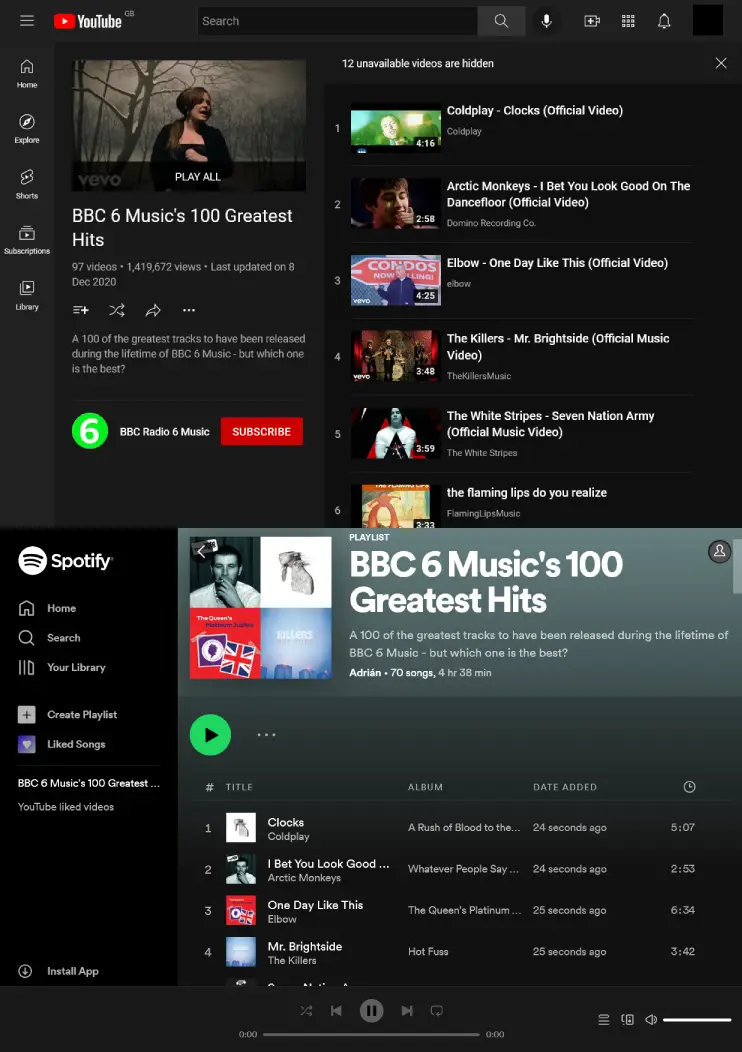 YouTube GB
Search
Home
Explore
Shorts
Subscriptions
Library
vevo
PLAY ALL
BBC 6 Music's 100 Greatest
Hits
97 videos • 1,419,672 views • Last updated on 8
Dec 2020
A 100 of the greatest tracks to have been released
during the lifetime of BBC 6 Music - but which one
is the best?
6
BBC Radio 6 Music
SUBSCRIBE
12 unavailable videos are hidden
1
4:16
Coldplay - Clocks (Official Video)
Coldplay
2
2:58
Arctic Monkeys - I Bet You Look Good On The
Dancefloor (Official Video)
Domino Recording Co.
3
CONDOS
NOW SELLING!
vevo
4:25
Elbow - One Day Like This (Official Video)
elbow
4
vevo
3:48
The Killers - Mr. Brightside (Official Music
Video)
TheKillersMusic
5
3:59
The White Stripes - Seven Nation Army
(Official Music Video)
The White Stripes
6
THE FLAMING LIPS
3:33
the flaming lips do you realize
FlamingLipsMusic
Spotify
Home
Search
Your Library
Create Playlist
Liked Songs
BBC 6 Music's 100 Greatest ...
YouTube liked videos
Install App
The Queen's
Platinum Jubilee
KILLERS
PLAYLIST
BBC 6 Music's 100
Greatest Hits
A 100 of the greatest tracks to have been released during the lifetime of
BBC 6 Music - but which one is the best?
Adrián • 70 songs, 4 hr 38 min
# TITLE ALBUM DATE ADDED
1 Clocks A Rush of Blood to the... 24 seconds ago 5:07
Coldplay
2 I Bet You Look Good ... Whatever People Say ... 24 seconds ago 2:53
Arctic Monkeys
3 One Day Like This The Queen's Platinum ... 25 seconds ago 6:34
Elbow
4 Mr. Brightside Hot Fuss 25 seconds ago 3:42
The Killers
0:00 0:00